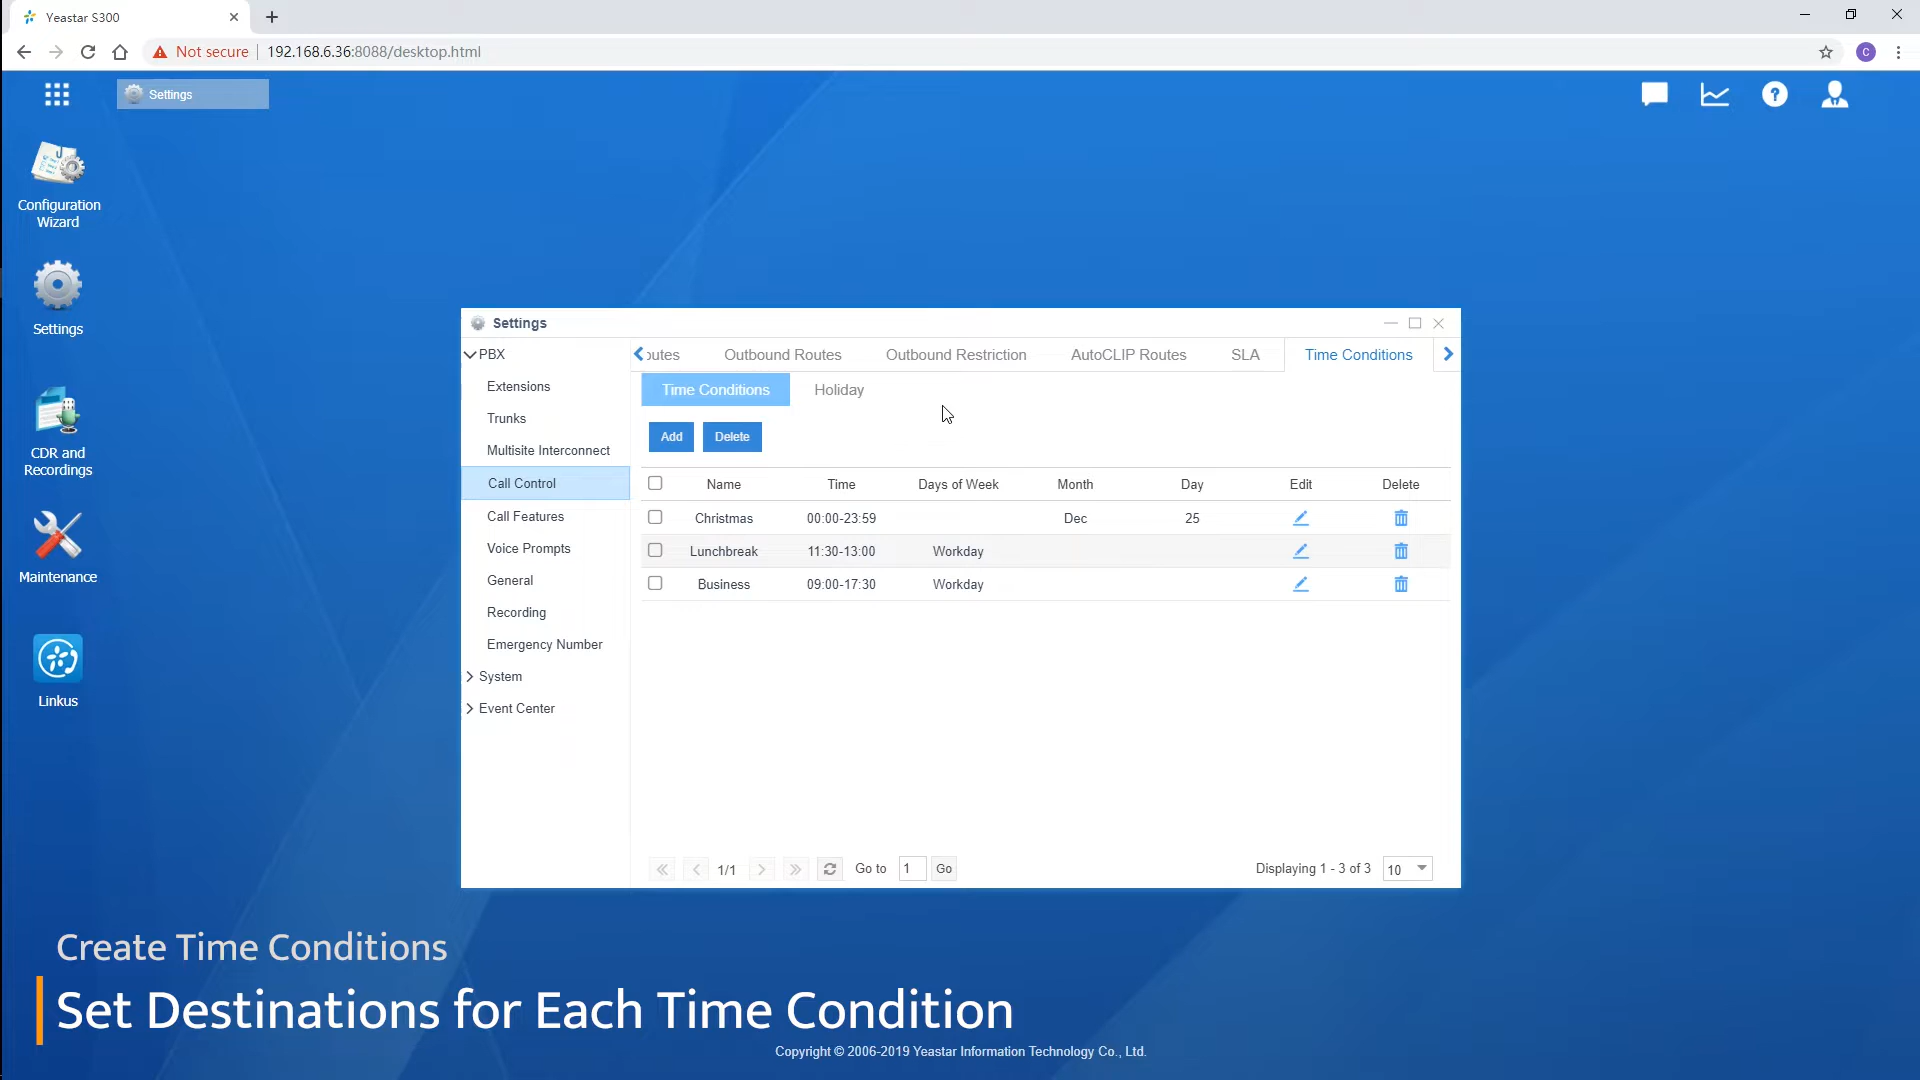 Yeastar S300
Not secure 192.168.6.36:8088/desktop.html
C
Settings
?
Configuration
Wizard
Settings
CDR and
Recordings
Maintenance
Linkus
Settings
PBX
Extensions
Trunks
Multisite Interconnect
Call Control
Call Features
Voice Prompts
General
Recording
Emergency Number
System
Event Center
outes Outbound Routes Outbound Restriction AutoCLIP Routes SLA Time Conditions
Time Conditions Holiday
Add Delete
Name Time Days of Week Month Day Edit Delete
Christmas 00:00-23:59 Dec 25
Lunchbreak 11:30-13:00 Workday
Business 09:00-17:30 Workday
1/1 Go to 1 Go Displaying 1 - 3 of 3 10
Create Time Conditions
Set Destinations for Each Time Condition
Copyright © 2006-2019 Yeastar Information Technology Co., Ltd.